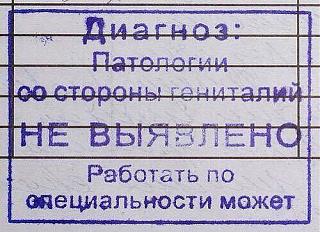 Диагноз:
Патологии
со стороны гениталий
НЕ ВЫЯВЛЕНО
Работать по
специальности может